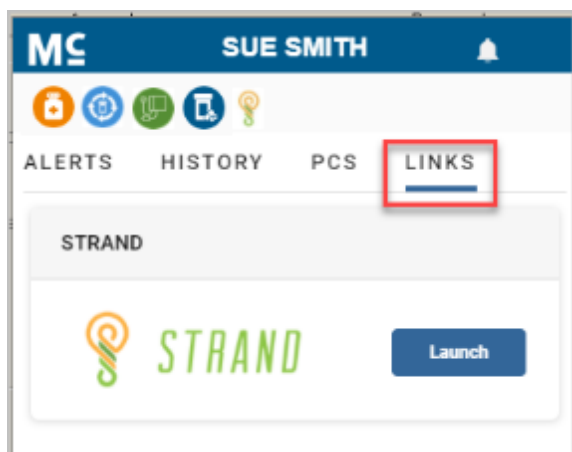 Mc SUE SMITH
ALERTS HISTORY PCS LINKS
STRAND
STRAND Launch